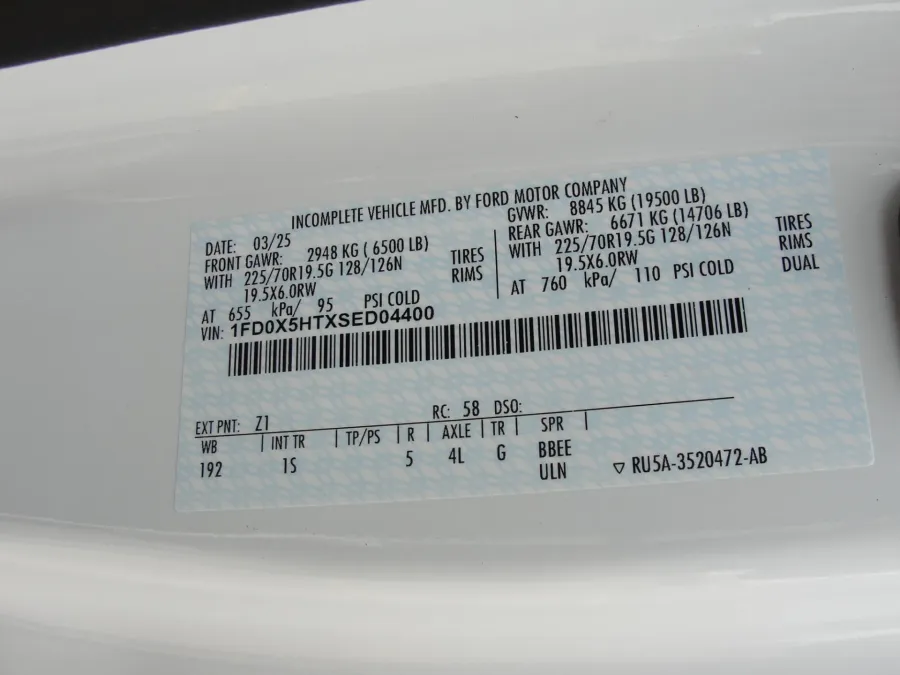 INCOMPLETE VEHICLE MFD. BY FORD MOTOR COMPANY
DATE: 03/25
FRONT GAWR: 2948 KG ( 6500 LB)
WITH 225/70R19.5G 128/126N TIRES
19.5X6.0RW RIMS
AT 655 kPa/ 95 PSI COLD
GVWR: 8845 KG (19500 LB)
REAR GAWR: 6671 KG (14706 LB)
WITH 225/70R19.5G 128/126N TIRES
19.5X6.0RW RIMS
AT 760 kPa/ 110 PSI COLD DUAL
VIN: 1FD0X5HTXSED04400
EXT PNT: Z1 RC: 58 DSO:
WB | INT TR | TP/PS | R | AXLE | TR | SPR |
192 1S 5 4L G BBEE
ULN ▽ RU5A-3520472-AB